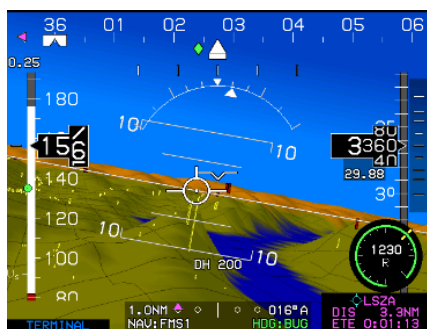 36 01 02 03 04 05 06
0.25
180
140
120
100
80
10 10
10 10
3360
29.88
30
DH 200
1230
R
TERMINAL
1.0NM 016°A
NAV:FMS1 HDG:BUG
LSZA
DIS 3.3NM
ETE 0:01:13